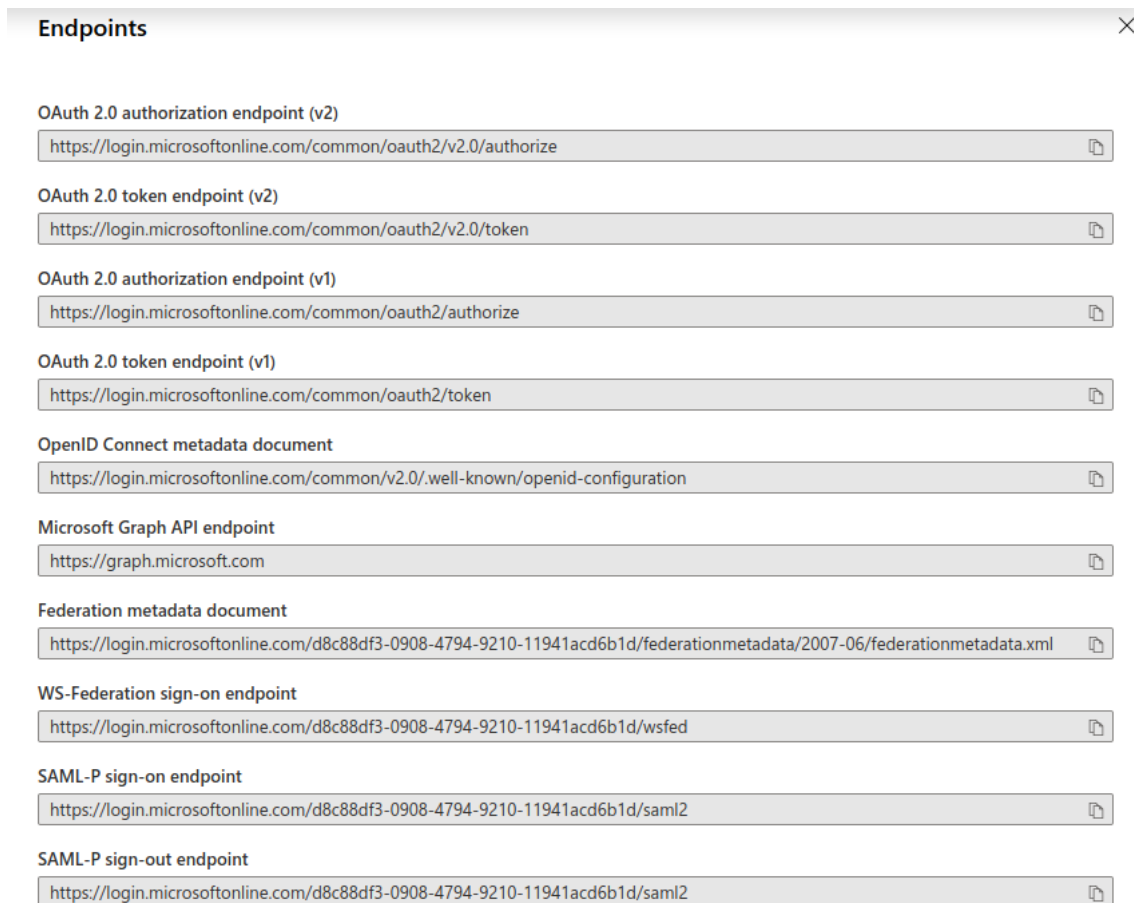 Endpoints
OAuth 2.0 authorization endpoint (v2)
https://login.microsoftonline.com/common/oauth2/v2.0/authorize
OAuth 2.0 token endpoint (v2)
https://login.microsoftonline.com/common/oauth2/v2.0/token
OAuth 2.0 authorization endpoint (v1)
https://login.microsoftonline.com/common/oauth2/authorize
OAuth 2.0 token endpoint (v1)
https://login.microsoftonline.com/common/oauth2/token
OpenID Connect metadata document
https://login.microsoftonline.com/common/v2.0/.well-known/openid-configuration
Microsoft Graph API endpoint
https://graph.microsoft.com
Federation metadata document
https://login.microsoftonline.com/d8c88df3-0908-4794-9210-11941acd6b1d/federationmetadata/2007-06/federationmetadata.xml
WS-Federation sign-on endpoint
https://login.microsoftonline.com/d8c88df3-0908-4794-9210-11941acd6b1d/wsfed
SAML-P sign-on endpoint
https://login.microsoftonline.com/d8c88df3-0908-4794-9210-11941acd6b1d/saml2
SAML-P sign-out endpoint
https://login.microsoftonline.com/d8c88df3-0908-4794-9210-11941acd6b1d/saml2